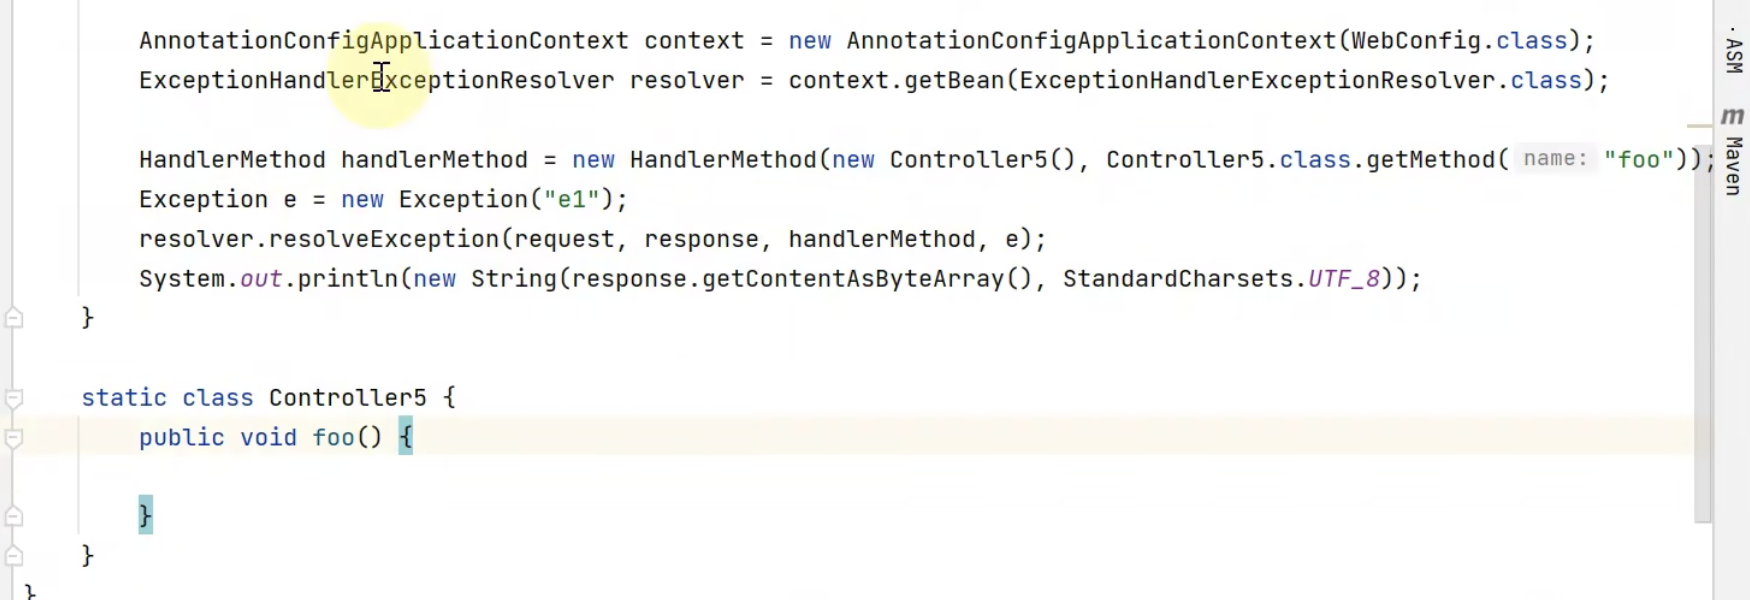 AnnotationConfigApplicationContext context = new AnnotationConfigApplicationContext(WebConfig.class);
ExceptionHandlerExceptionResolver resolver = context.getBean(ExceptionHandlerExceptionResolver.class);
HandlerMethod handlerMethod = new HandlerMethod(new Controller5(), Controller5.class.getMethod( name: "foo"));
Exception e = new Exception("e1");
resolver.resolveException(request, response, handlerMethod, e);
System.out.println(new String(response.getContentAsByteArray(), StandardCharsets.UTF_8));
}
static class Controller5 {
public void foo() {
}
}
}
ASM
m Maven